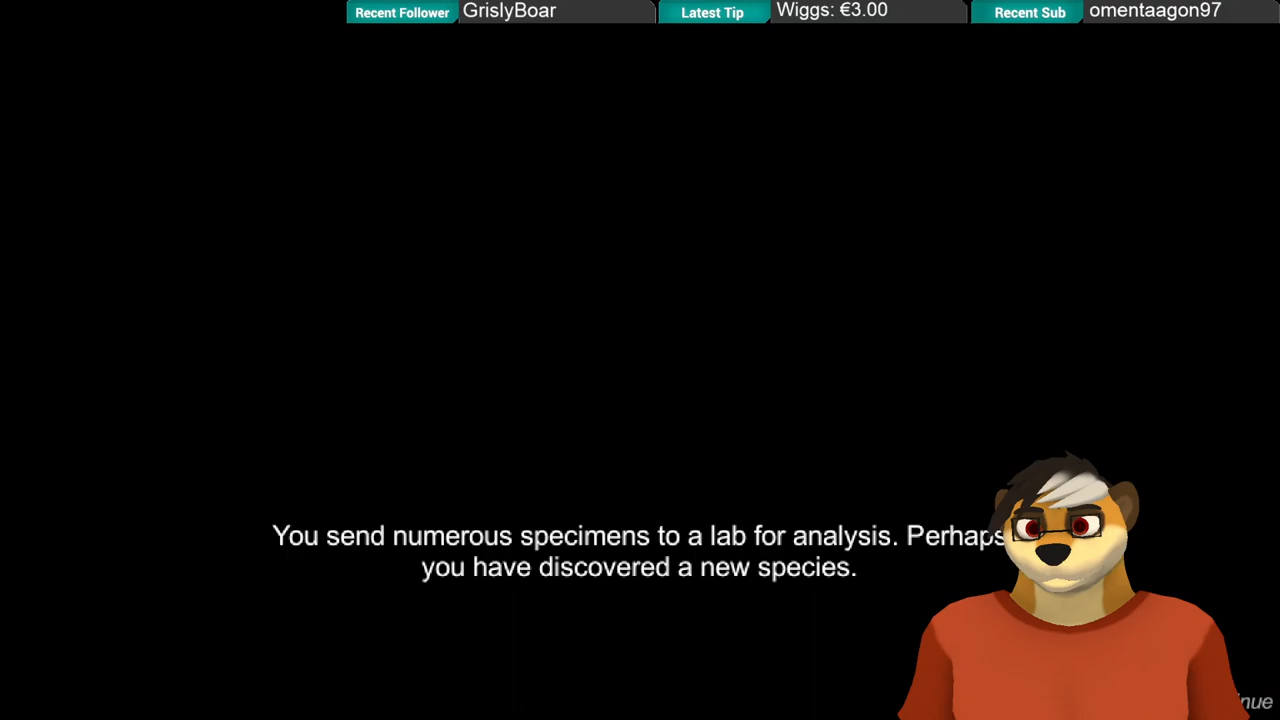 Recent Follower GrislyBoar Latest Tip Wiggs: €3.00 Recent Sub omentaagon97
You send numerous specimens to a lab for analysis. Perhaps
you have discovered a new species.